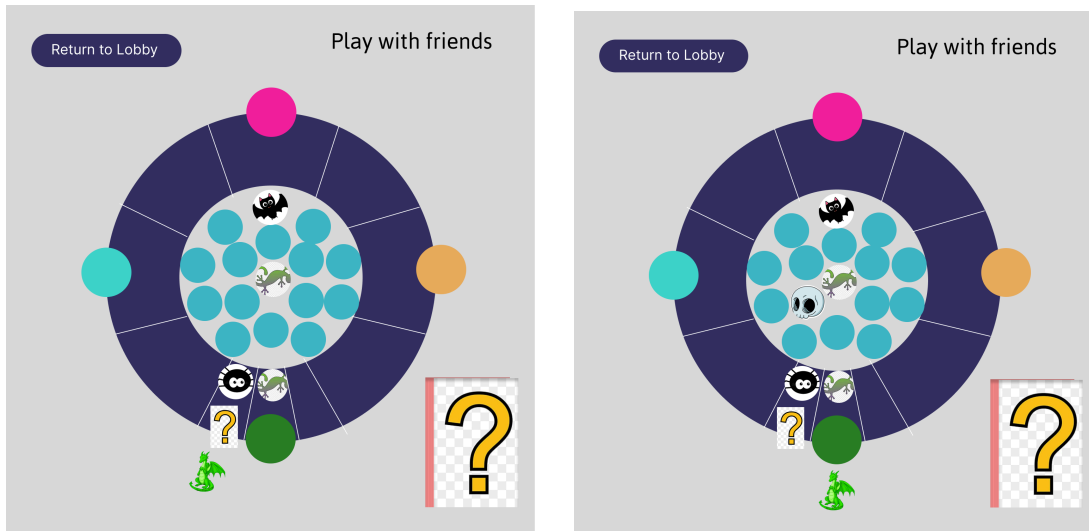 Return to Lobby
Play with friends
?
?
Return to Lobby
Play with friends
?
?